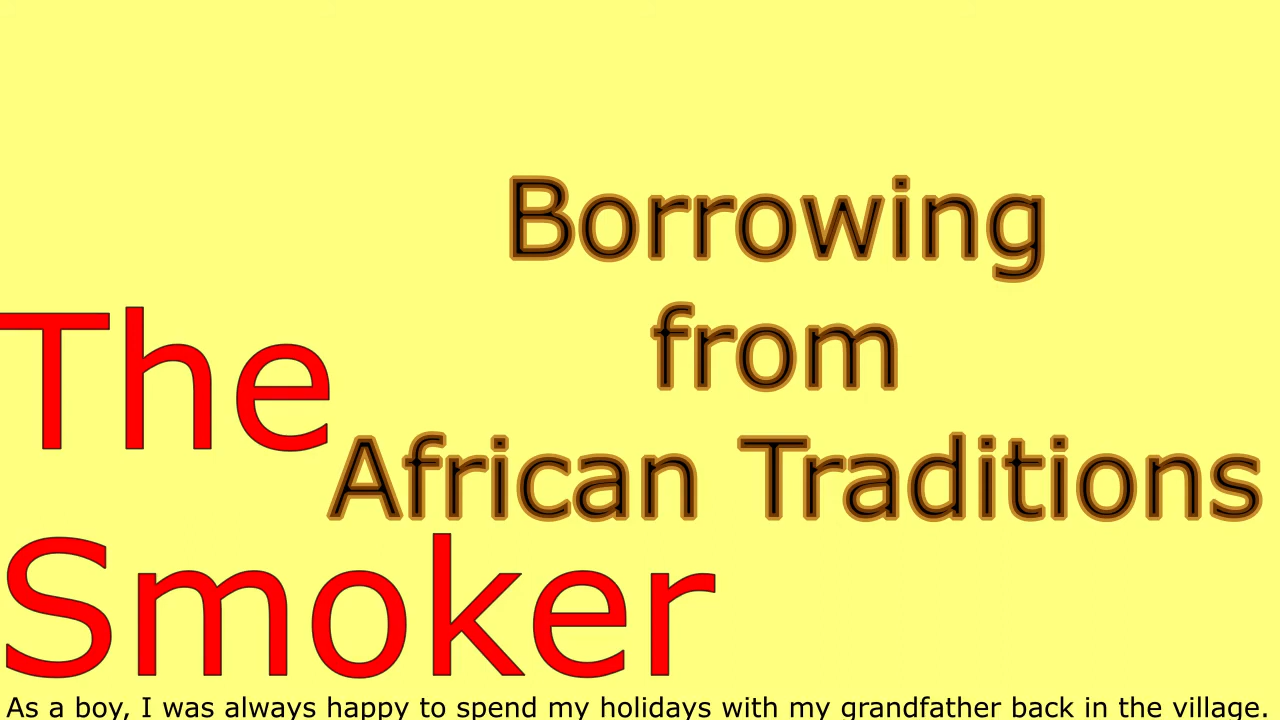 Borrowing
from
African Traditions
The
Smoker
As a boy, I was always happy to spend my holidays with my grandfather back in the village.